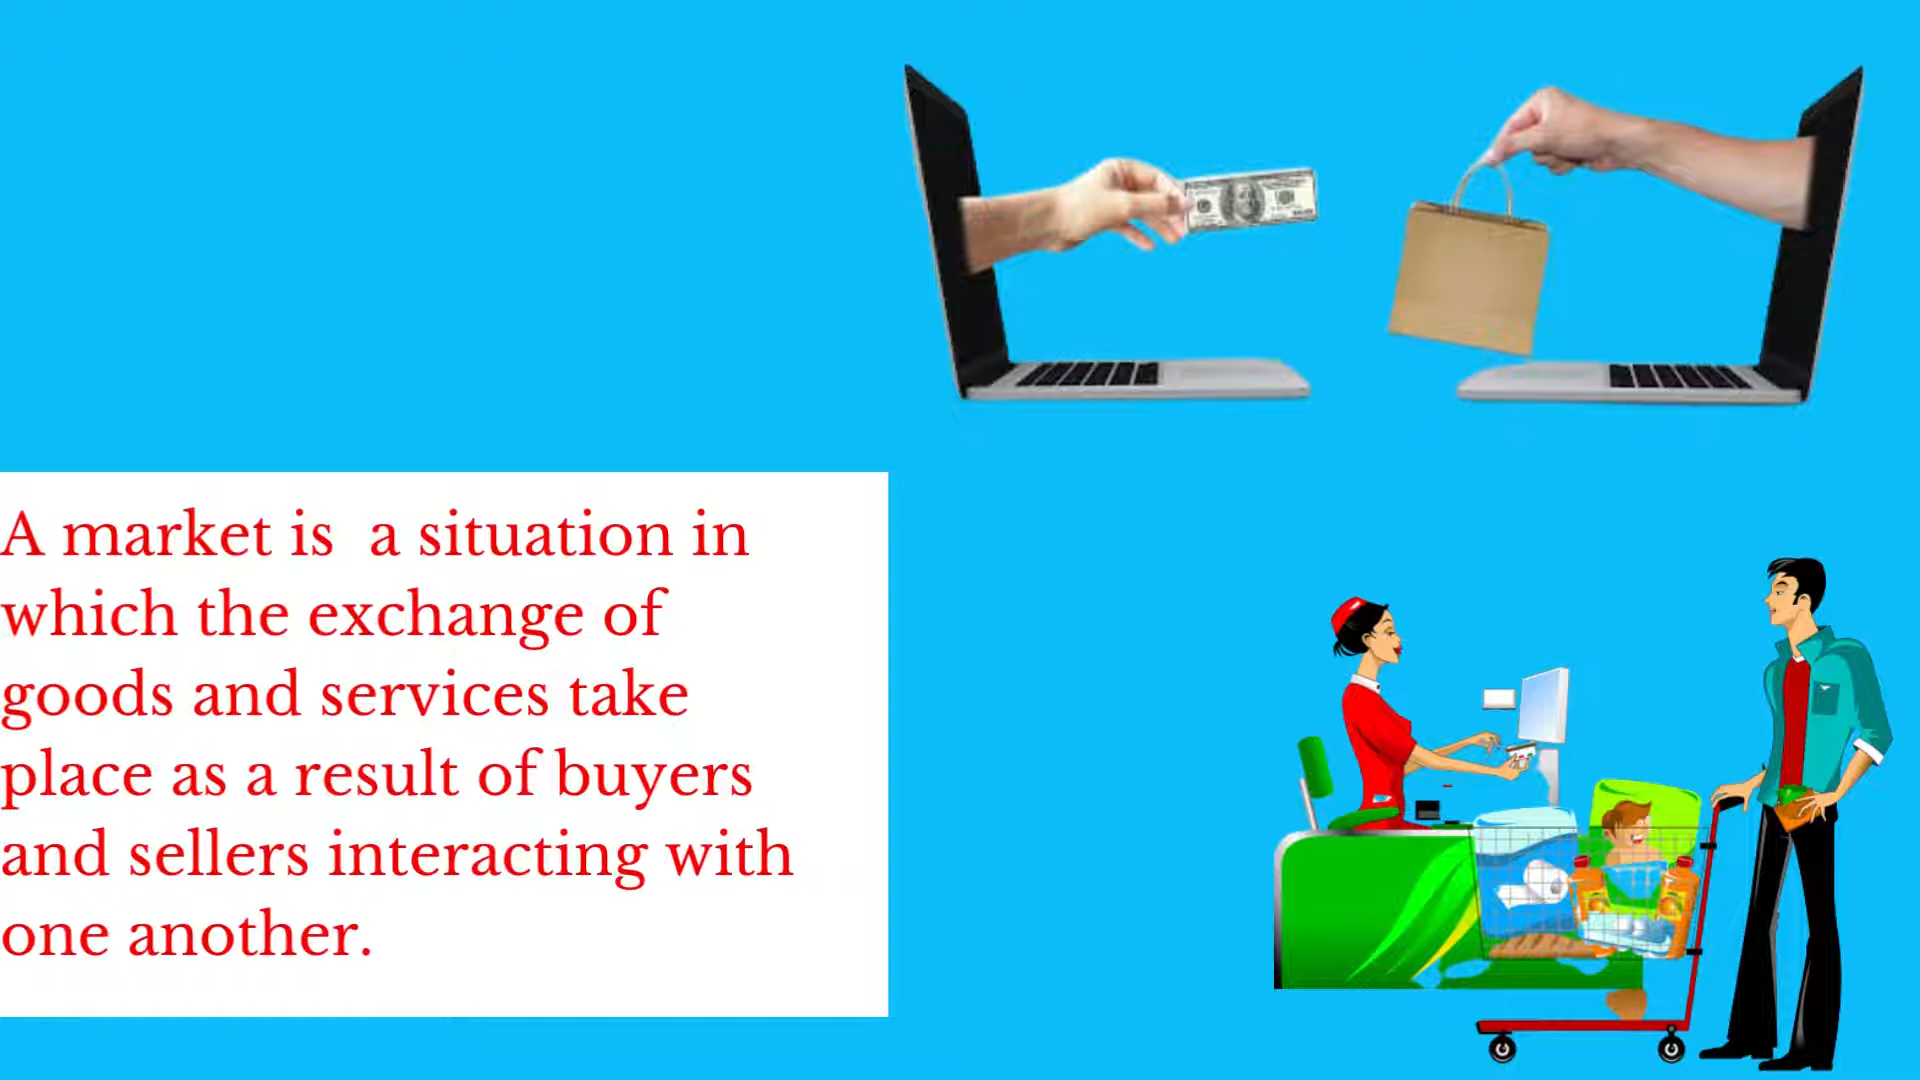 A market is  a situation in
which the exchange of
goods and services take
place as a result of buyers
and sellers interacting with
one another.